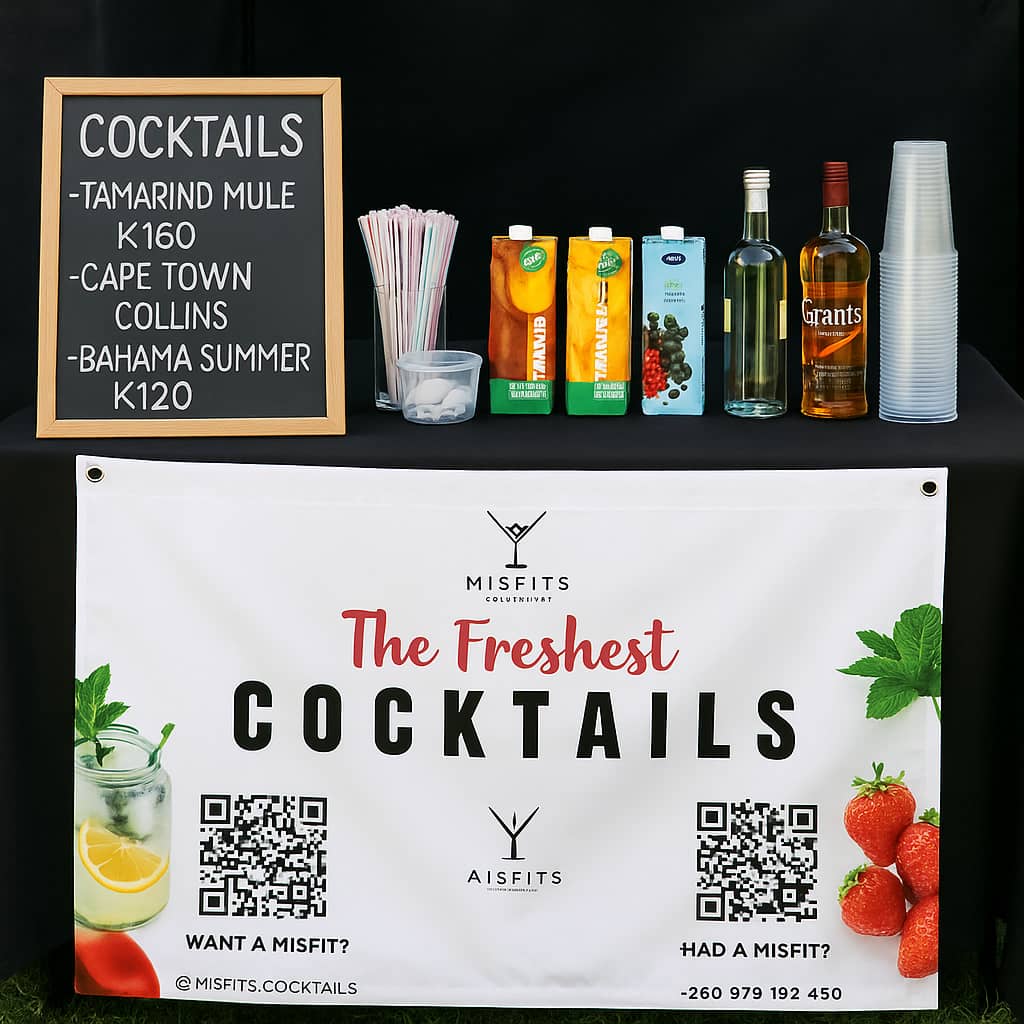 COCKTAILS
-TAMARIND MULE
K160
-CAPE TOWN
COLLINS
-BAHAMA SUMMER
K120
Grants
MISFITS
The Freshest
COCKTAILS
AISFITS
WANT A MISFIT?
HAD A MISFIT?
@MISFITS.COCKTAILS
-260 979 192 450